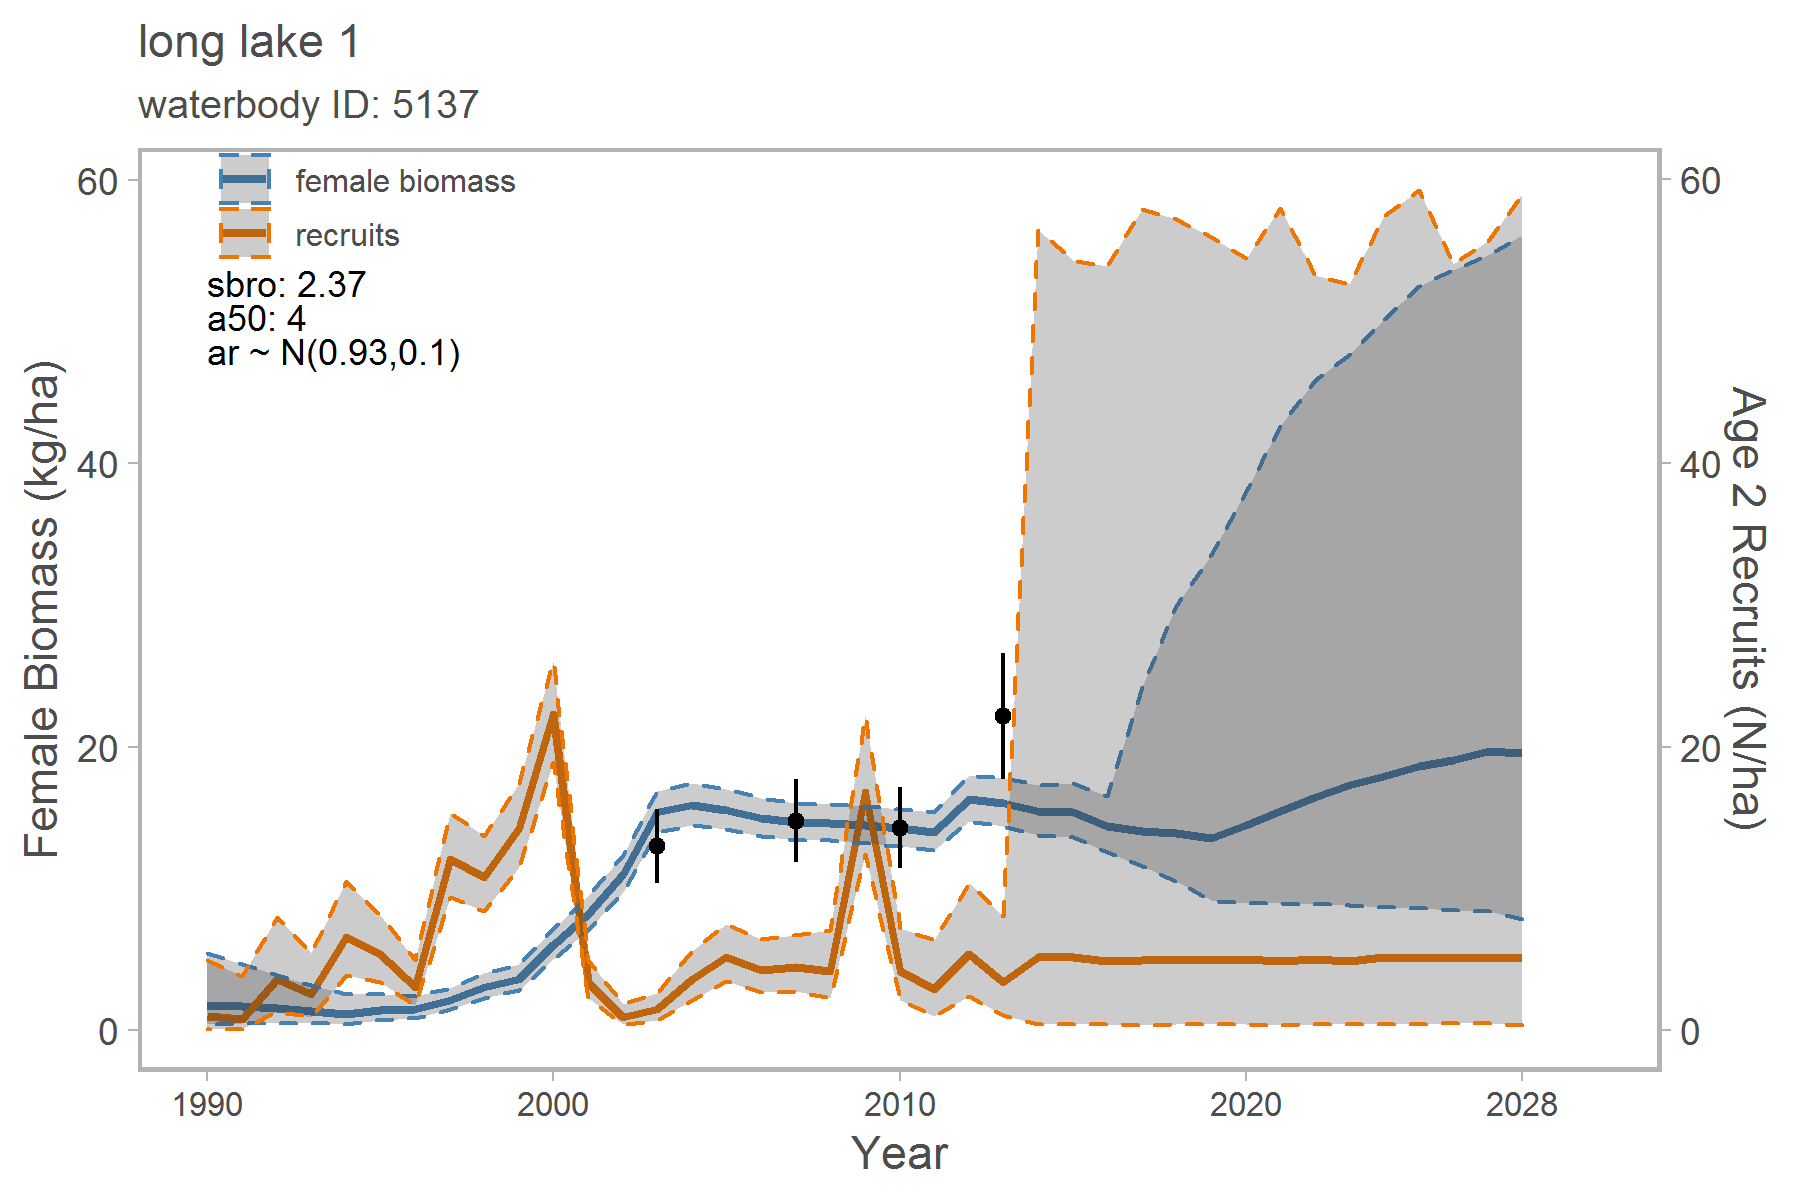 long lake 1
waterbody ID: 5137
female biomass
recruits
sbro: 2.37
a50: 4
ar ~ N(0.93,0.1)
Female Biomass (kg/ha)
60
40
20
0
60
40
20
0
Age 2 Recruits (N/ha)
1990 2000 2010 2020 2028
Year